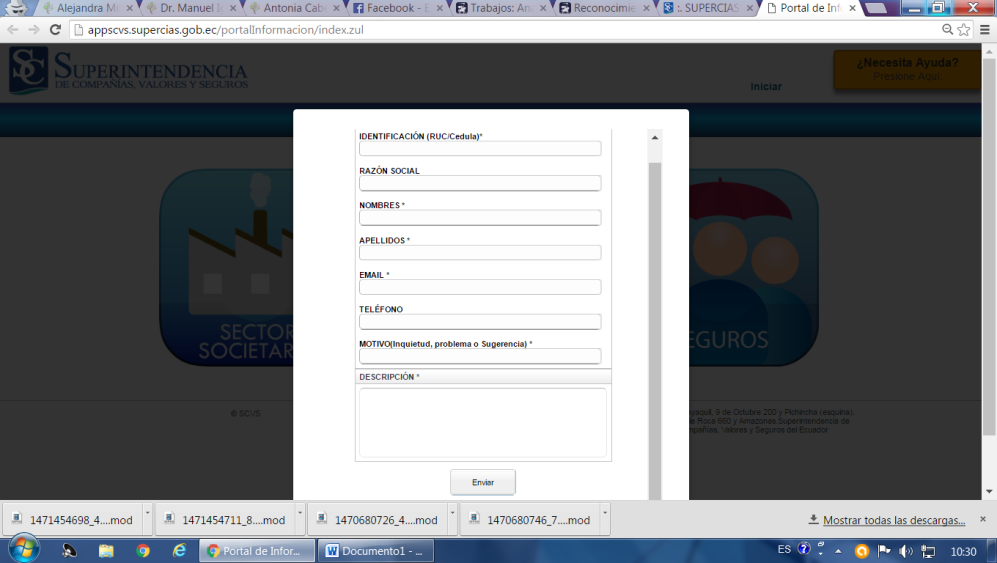 Alejandra M
Dr. Manuel
Antonia Cab
Facebook -
Trabajos: An
Reconocimie
:. SUPERCIAS
Portal de Inf
appscvs.supercias.gob.ec/portalInformacion/index.zul
SC
SUPERINTENDENCIA
DE COMPAÑÍAS, VALORES Y SEGUROS
Iniciar
¿Necesita Ayuda?
Presione Aquí
IDENTIFICACIÓN (RUC/Cedula)*
RAZÓN SOCIAL
NOMBRES *
APELLIDOS *
EMAIL *
TELÉFONO
MOTIVO(Inquietud, problema o Sugerencia) *
DESCRIPCIÓN *
Enviar
SECTOR
SOCIETAR
EGUROS
© SCVS
ayaquil, 9 de Octubre 200 y Pichincha (esquina).
Roca 660 y Amazonas.Superintendencia de
mpañías, Valores y Seguros del Ecuador
1471454698_4....mod
1471454711_8....mod
1470680726_4....mod
1470680746_7....mod
Mostrar todas las descargas...
Portal de Infor...
Documento1 - ...
ES
10:30